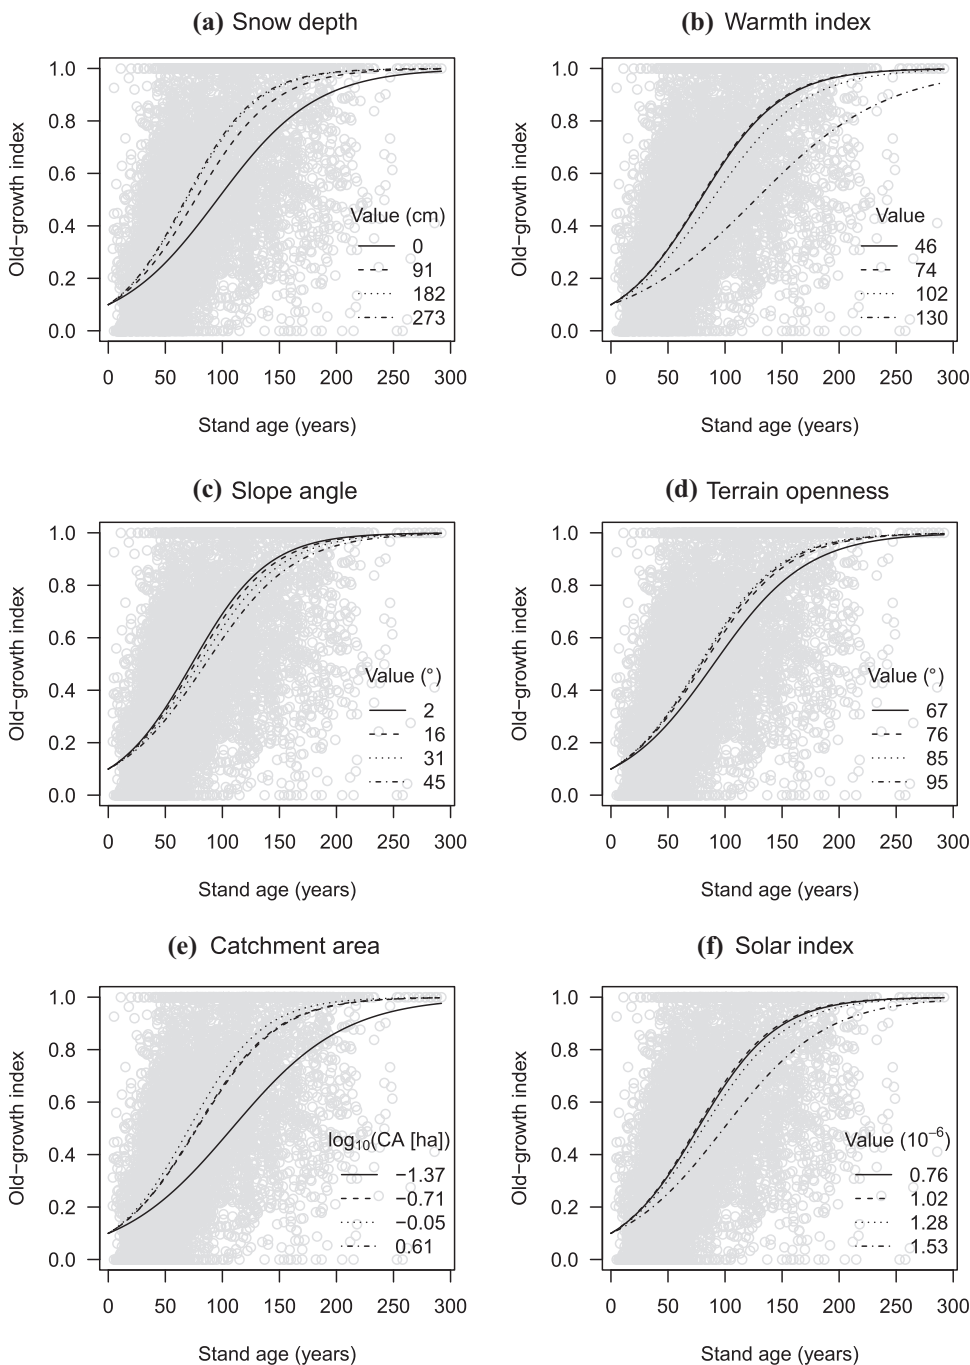 (a) Snow depth
Old−growth index
1.0
0.8
0.6
0.4
0.2
0.0
Value (cm)
0
91
182
273
0 50 100 150 200 250 300
Stand age (years)
(b) Warmth index
Old−growth index
1.0
0.8
0.6
0.4
0.2
0.0
Value
46
74
102
130
0 50 100 150 200 250 300
Stand age (years)
(c) Slope angle
Old−growth index
1.0
0.8
0.6
0.4
0.2
0.0
Value (°)
2
16
31
45
0 50 100 150 200 250 300
Stand age (years)
(d) Terrain openness
Old−growth index
1.0
0.8
0.6
0.4
0.2
0.0
Value (°)
67
76
85
95
0 50 100 150 200 250 300
Stand age (years)
(e) Catchment area
Old−growth index
1.0
0.8
0.6
0.4
0.2
0.0
log₁₀(CA [ha])
−1.37
−0.71
−0.05
0.61
0 50 100 150 200 250 300
Stand age (years)
(f) Solar index
Old−growth index
1.0
0.8
0.6
0.4
0.2
0.0
Value (10⁻⁶)
0.76
1.02
1.28
1.53
0 50 100 150 200 250 300
Stand age (years)